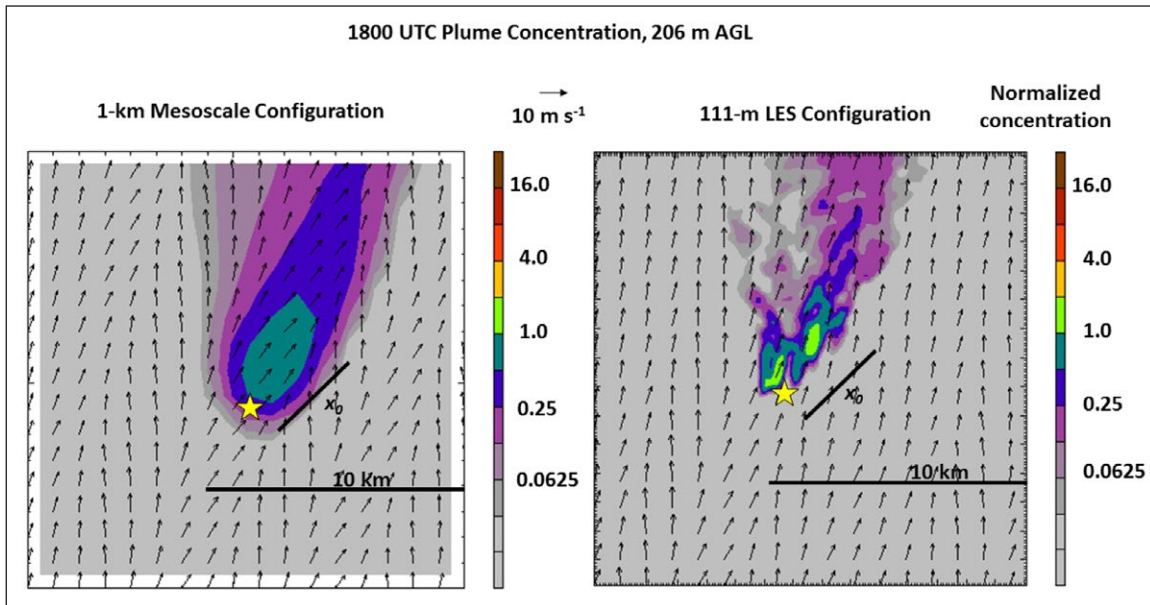 1800 UTC Plume Concentration, 206 m AGL
1-km Mesoscale Configuration
10 m s⁻¹
111-m LES Configuration
Normalized
concentration
16.0
4.0
1.0
0.25
0.0625
x₀
10 km
16.0
4.0
1.0
0.25
0.0625
x₀
10 km